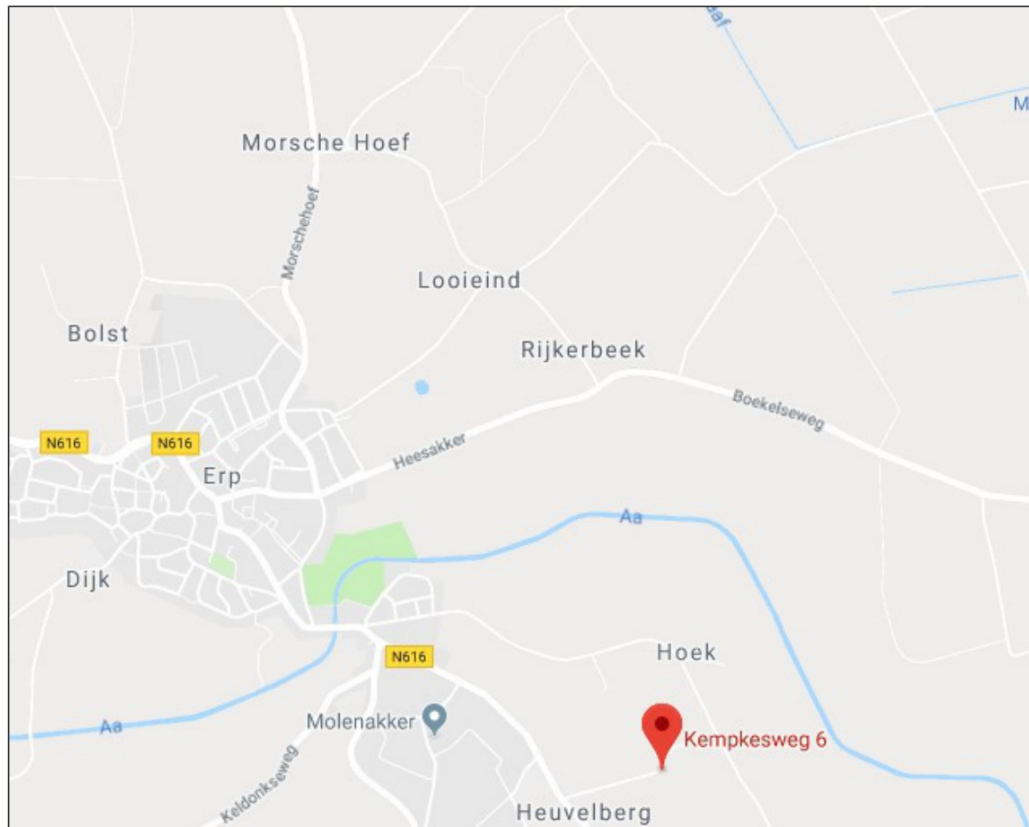 Morsche Hoef
M
Morschehoef
Looieind
Bolst
Rijkerbeek
Boekelseweg
N616
N616
Heesakker
Erp
Aa
Dijk
N616
Hoek
Aa
Molenakker
Kempkesweg 6
Keldonkseweg
Heuvelberg